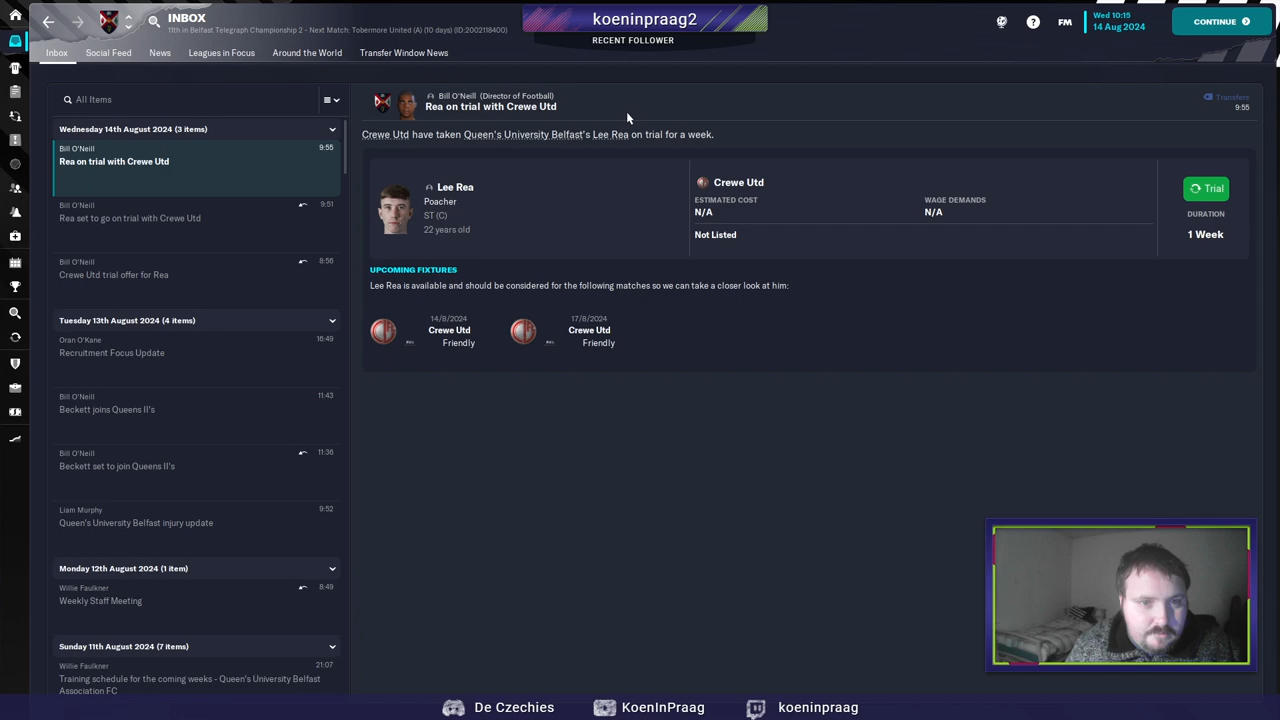 INBOX
11th in Belfast Telegraph Championship 2 - Next Match: Tobermore United (A) (10 days) (ID:2002118400)
koeninpraag2
RECENT FOLLOWER
FM
Wed 10:15
14 Aug 2024
CONTINUE
Inbox
Social Feed
News
Leagues in Focus
Around the World
Transfer Window News
All Items
Wednesday 14th August 2024 (3 items)
Bill O'Neill
9:55
Rea on trial with Crewe Utd
Bill O'Neill
9:51
Rea set to go on trial with Crewe Utd
Bill O'Neill
8:56
Crewe Utd trial offer for Rea
Tuesday 13th August 2024 (4 items)
Oran O'Kane
16:49
Recruitment Focus Update
Bill O'Neill
11:43
Beckett joins Queens II's
Bill O'Neill
11:36
Beckett set to join Queens II's
Liam Murphy
9:52
Queen's University Belfast injury update
Monday 12th August 2024 (1 item)
Willie Faulkner
8:49
Weekly Staff Meeting
Sunday 11th August 2024 (7 items)
Willie Faulkner
21:07
Training schedule for the coming weeks - Queen's University Belfast
Association FC
Bill O'Neill (Director of Football)
Rea on trial with Crewe Utd
Transfers
9:55
Crewe Utd have taken Queen's University Belfast's Lee Rea on trial for a week.
Lee Rea
Poacher
ST (C)
22 years old
Crewe Utd
ESTIMATED COST
N/A
WAGE DEMANDS
N/A
Not Listed
Trial
DURATION
1 Week
UPCOMING FIXTURES
Lee Rea is available and should be considered for the following matches so we can take a closer look at him:
14/8/2024
Crewe Utd
Friendly
17/8/2024
Crewe Utd
Friendly
De Czechies
KoenInPraag
koeninpraag